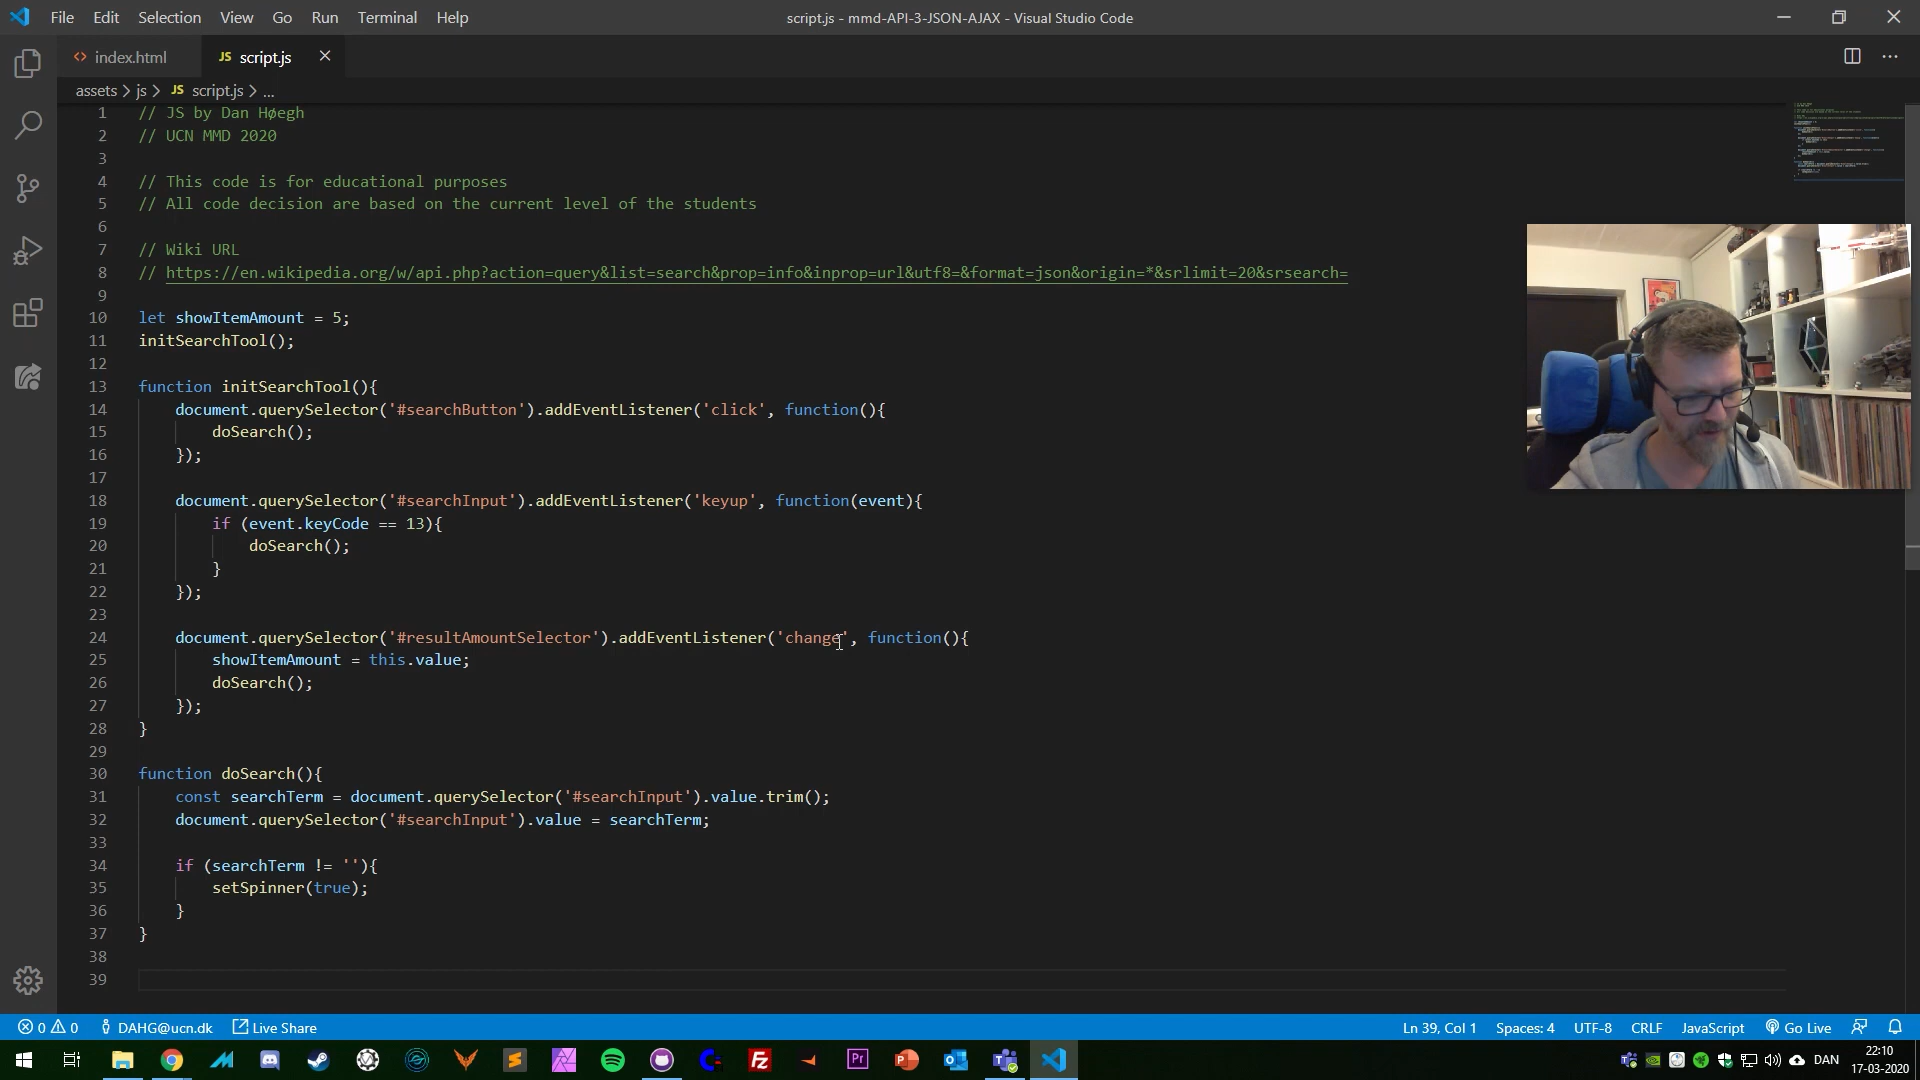 File Edit Selection View Go Run Terminal Help
script.js - mmd-API-3-JSON-AJAX - Visual Studio Code
<> index.html
JS script.js
assets > js > JS script.js > ...
1 // JS by Dan Høegh
2 // UCN MMD 2020
3
4 // This code is for educational purposes
5 // All code decision are based on the current level of the students
6
7 // Wiki URL
8 // https://en.wikipedia.org/w/api.php?action=query&list=search&prop=info&inprop=url&utf8=&format=json&origin=*&srlimit=20&srsearch=
9
10 let showItemAmount = 5;
11 initSearchTool();
12
13 function initSearchTool(){
14 document.querySelector('#searchButton').addEventListener('click', function(){
15 doSearch();
16 });
17
18 document.querySelector('#searchInput').addEventListener('keyup', function(event){
19 if (event.keyCode == 13){
20 doSearch();
21 }
22 });
23
24 document.querySelector('#resultAmountSelector').addEventListener('change', function(){
25 showItemAmount = this.value;
26 doSearch();
27 });
28 }
29
30 function doSearch(){
31 const searchTerm = document.querySelector('#searchInput').value.trim();
32 document.querySelector('#searchInput').value = searchTerm;
33
34 if (searchTerm != ''){
35 setSpinner(true);
36 }
37 }
38
39
0 0 DAHG@ucn.dk Live Share
Ln 39, Col 1 Spaces: 4 UTF-8 CRLF JavaScript Go Live
Pr
DAN
22:10
17-03-2020